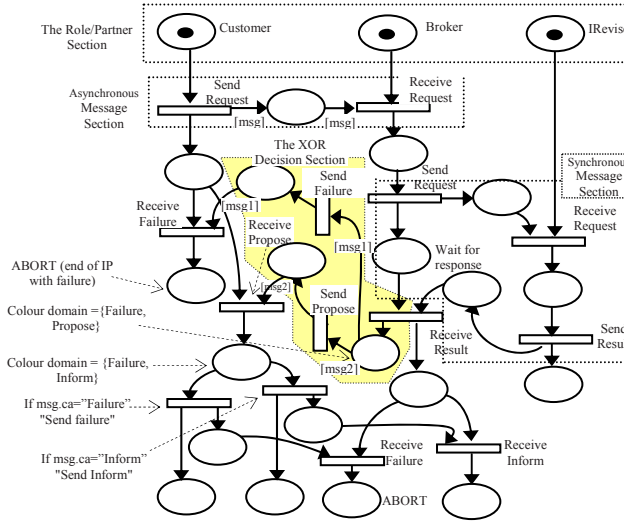 The Role/Partner
Section
Customer
Broker
IRevise
Asynchronous
Message
Section
Send
Request
[msg]
[msg]
Receive
Request
The XOR
Decision Section
Send
Failure
Send
Request
Synchronous
Message
Section
Receive
Request
Receive
Failure
[msg1]
Receive
Propose
[msg1]
Wait for
response
ABORT (end of IP
with failure)
[msg2]
Send
Propose
Colour domain ={Failure,
Propose}
Receive
Result
Send
Resul
[msg2]
Colour domain = {Failure,
Inform}
If msg.ca="Failure"
"Send failure"
If msg.ca="Inform"
"Send Inform"
Receive
Failure
Receive
Inform
ABORT